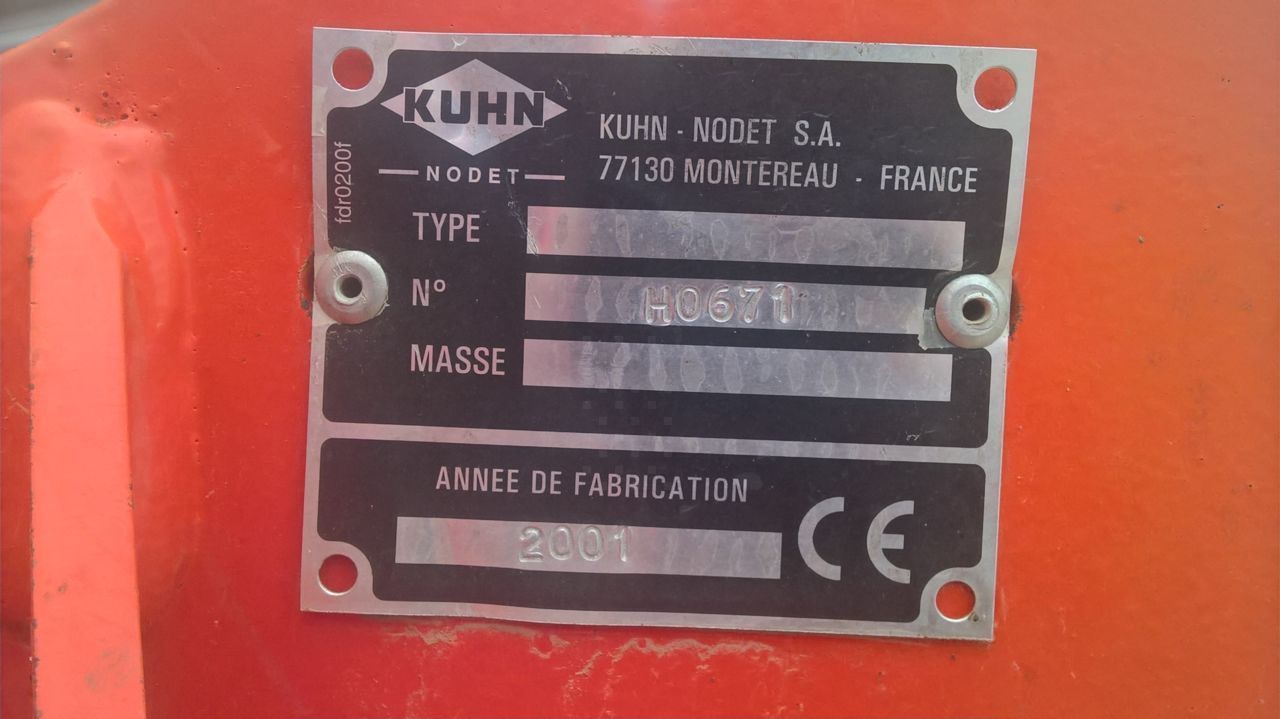 KUHN
NODET
KUHN - NODET S.A.
77130 MONTEREAU - FRANCE
fdr0200f
TYPE
N° H0671
MASSE
ANNEE DE FABRICATION
2001
CE